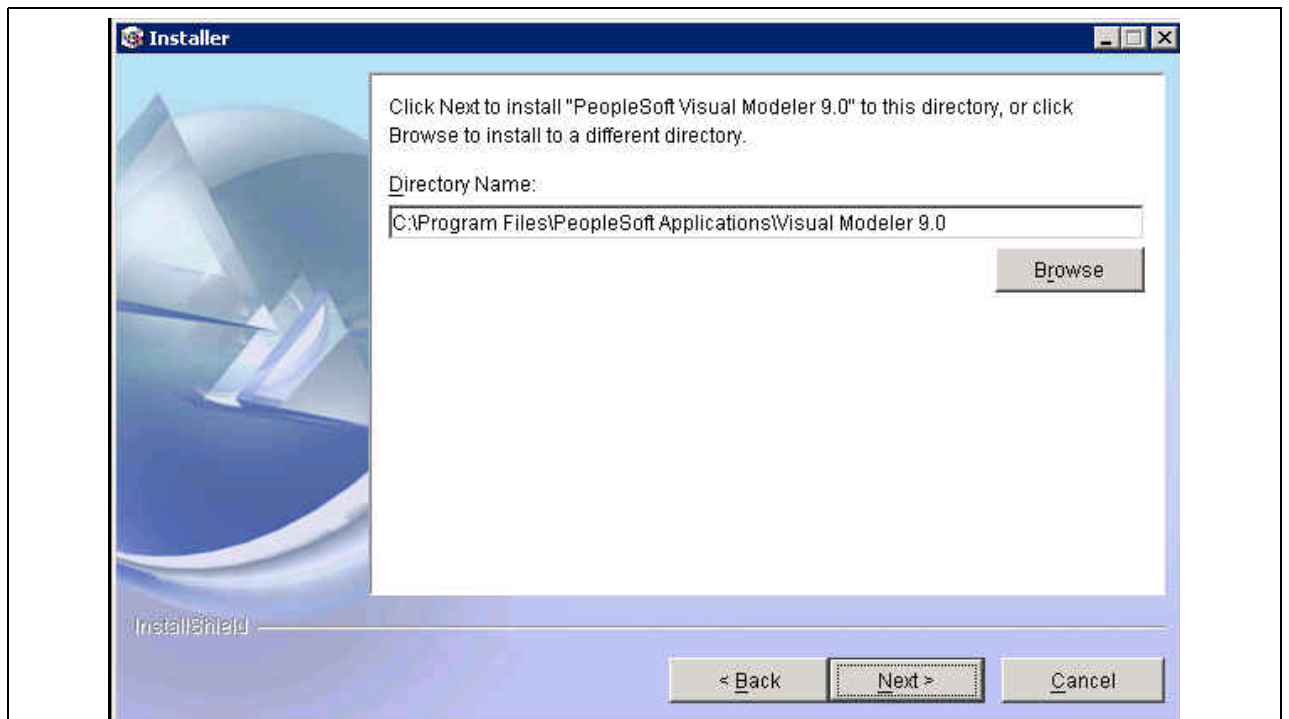 Installer
Click Next to install "PeopleSoft Visual Modeler 9.0" to this directory, or click
Browse to install to a different directory.
Directory Name:
C:\Program Files\PeopleSoft Applications\Visual Modeler 9.0
Browse
InstallShield
< Back
Next >
Cancel